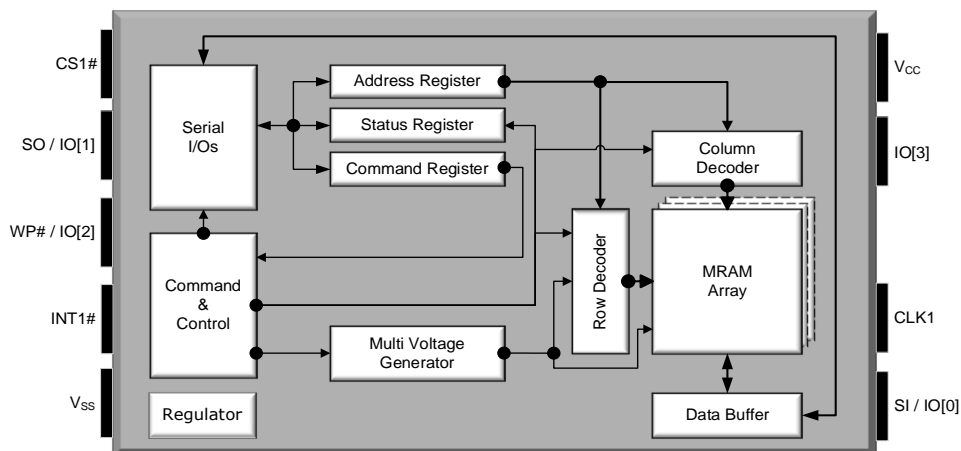 CS1#
SO / IO[1]
WP# / IO[2]
INT1#
VSS
Serial
I/Os
Command
&
Control
Regulator
Address Register
Status Register
Command Register
Multi Voltage
Generator
Row Decoder
Column
Decoder
MRAM
Array
Data Buffer
VCC
IO[3]
CLK1
SI / IO[0]